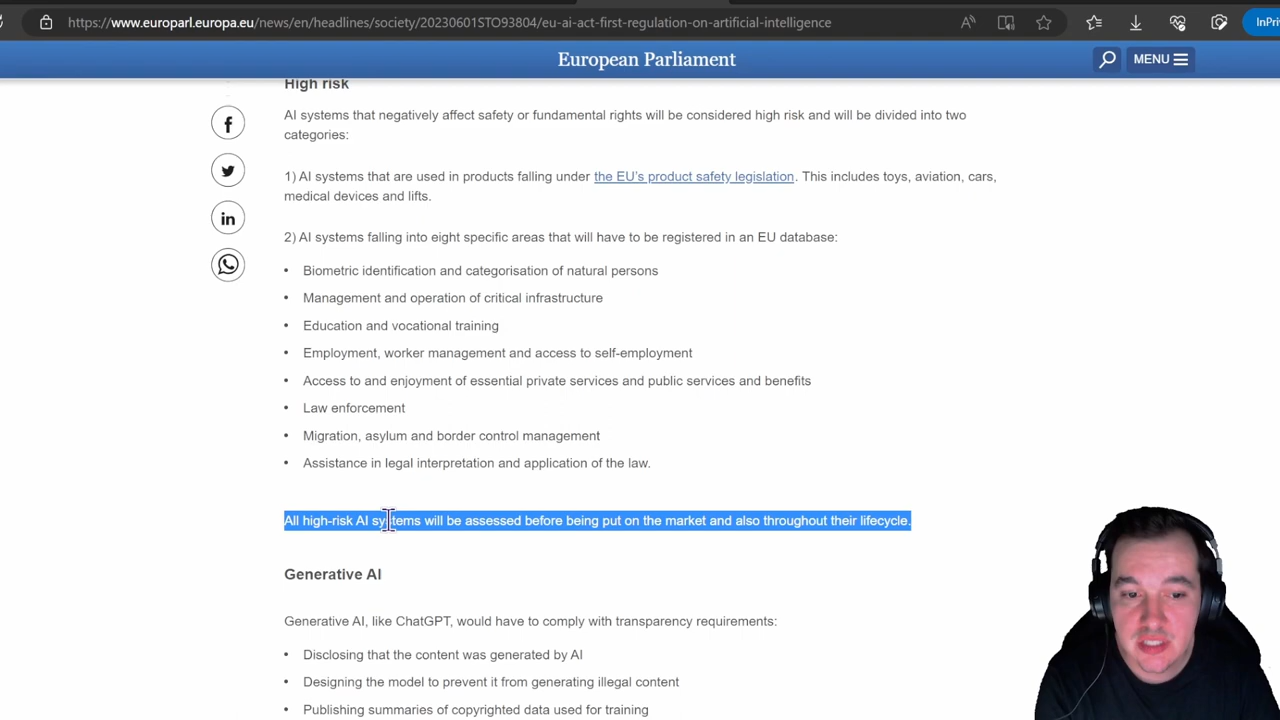 https://www.europarl.europa.eu/news/en/headlines/society/20230601STO93804/eu-ai-act-first-regulation-on-artificial-intelligence
InPriv
European Parliament
MENU
High risk
AI systems that negatively affect safety or fundamental rights will be considered high risk and will be divided into two
categories:
1) AI systems that are used in products falling under the EU's product safety legislation. This includes toys, aviation, cars,
medical devices and lifts.
2) AI systems falling into eight specific areas that will have to be registered in an EU database:
• Biometric identification and categorisation of natural persons
• Management and operation of critical infrastructure
• Education and vocational training
• Employment, worker management and access to self-employment
• Access to and enjoyment of essential private services and public services and benefits
• Law enforcement
• Migration, asylum and border control management
• Assistance in legal interpretation and application of the law.
All high-risk AI systems will be assessed before being put on the market and also throughout their lifecycle.
Generative AI
Generative AI, like ChatGPT, would have to comply with transparency requirements:
• Disclosing that the content was generated by AI
• Designing the model to prevent it from generating illegal content
• Publishing summaries of copyrighted data used for training